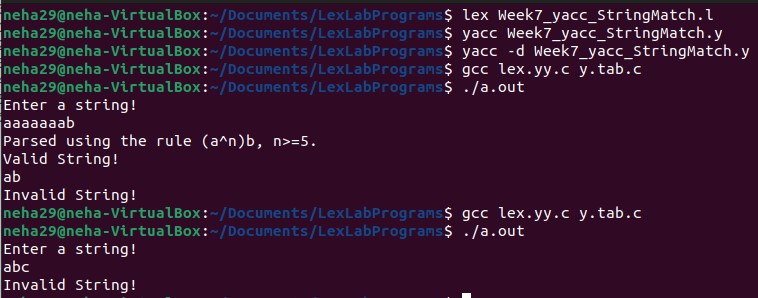 neha29@neha-VirtualBox:~/Documents/LexLabPrograms$ lex Week7_yacc_StringMatch.l
neha29@neha-VirtualBox:~/Documents/LexLabPrograms$ yacc Week7_yacc_StringMatch.y
neha29@neha-VirtualBox:~/Documents/LexLabPrograms$ yacc -d Week7_yacc_StringMatch.y
neha29@neha-VirtualBox:~/Documents/LexLabPrograms$ gcc lex.yy.c y.tab.c
neha29@neha-VirtualBox:~/Documents/LexLabPrograms$ ./a.out
Enter a string!
aaaaaaab
Parsed using the rule (a^n)b, n>=5.
Valid String!
ab
Invalid String!
neha29@neha-VirtualBox:~/Documents/LexLabPrograms$ gcc lex.yy.c y.tab.c
neha29@neha-VirtualBox:~/Documents/LexLabPrograms$ ./a.out
Enter a string!
abc
Invalid String!
neha29@neha-VirtualBox:~/Documents/LexLabPrograms$